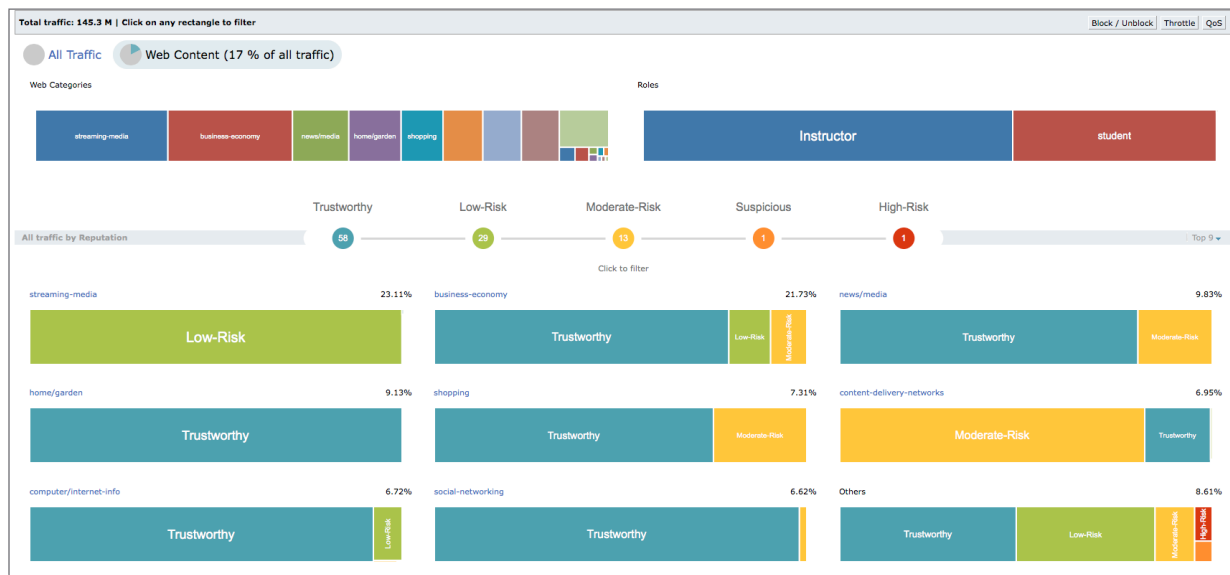 Total traffic: 145.3 M | Click on any rectangle to filter
Block / Unblock Throttle QoS
All Traffic Web Content (17 % of all traffic)
Web Categories
Roles
streaming-media business-economy news/media home/garden shopping
Instructor student
Trustworthy Low-Risk Moderate-Risk Suspicious High-Risk
All traffic by Reputation 58 29 13 1 1 Top 9
Click to filter
streaming-media 23.11% business-economy 21.73% news/media 9.83%
Low-Risk
Trustworthy Low-Risk Moderate-Risk
Trustworthy Moderate-Risk
home/garden 9.13% shopping 7.31% content-delivery-networks 6.95%
Trustworthy
Trustworthy Moderate-Risk
Moderate-Risk Trustworthy
computer/internet-info 6.72% social-networking 6.62% Others 8.61%
Trustworthy Low-Risk
Trustworthy
Trustworthy Low-Risk Moderate-Risk High-Risk